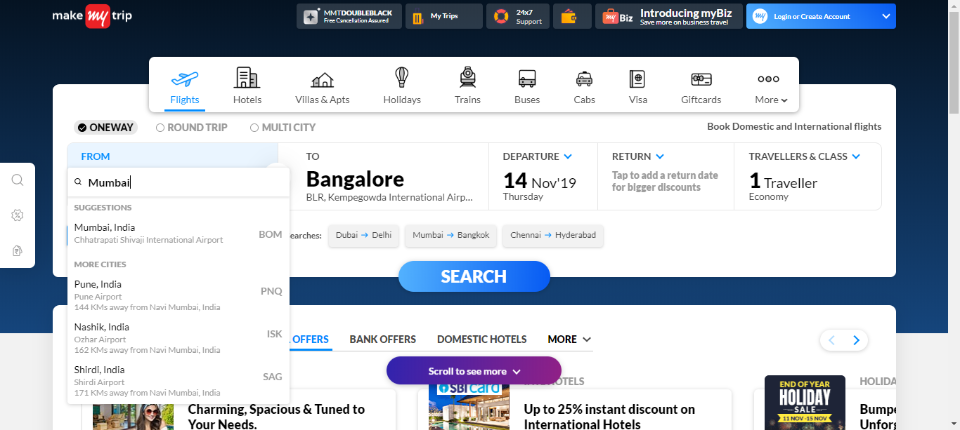 make my trip
MMTDOUBLEBLACK
Free Cancellation Assured
My Trips
24x7
Support
myBiz
Introducing myBiz
Save more on business travel
my
Login or Create Account
Flights
Hotels
Villas & Apts
Holidays
Trains
Buses
Cabs
Visa
Giftcards
More
ONEWAY
ROUND TRIP
MULTI CITY
Book Domestic and International flights
FROM
TO
DEPARTURE
RETURN
TRAVELLERS & CLASS
Mumbai
Bangalore
14 Nov'19
Tap to add a return date
for bigger discounts
1 Traveller
BLR, Kempegowda International Airp...
Thursday
Economy
SUGGESTIONS
Mumbai, India
Chhatrapati Shivaji International Airport
BOM
earches:
Dubai → Delhi
Mumbai → Bangkok
Chennai → Hyderabad
MORE CITIES
Pune, India
Pune Airport
144 KMs away from Navi Mumbai, India
PNQ
SEARCH
Nashik, India
Ozhar Airport
162 KMs away from Navi Mumbai, India
ISK
Shirdi, India
Shirdi Airport
171 KMs away from Navi Mumbai, India
SAG
OFFERS
BANK OFFERS
DOMESTIC HOTELS
MORE
Scroll to see more
HOTELS
HOLIDA
SBI card
END OF YEAR
HOLIDAY
SALE
11 NOV - 15 NOV
Charming, Spacious & Tuned to
Your Needs.
Up to 25% instant discount on
International Hotels
Bumpe
Unforg